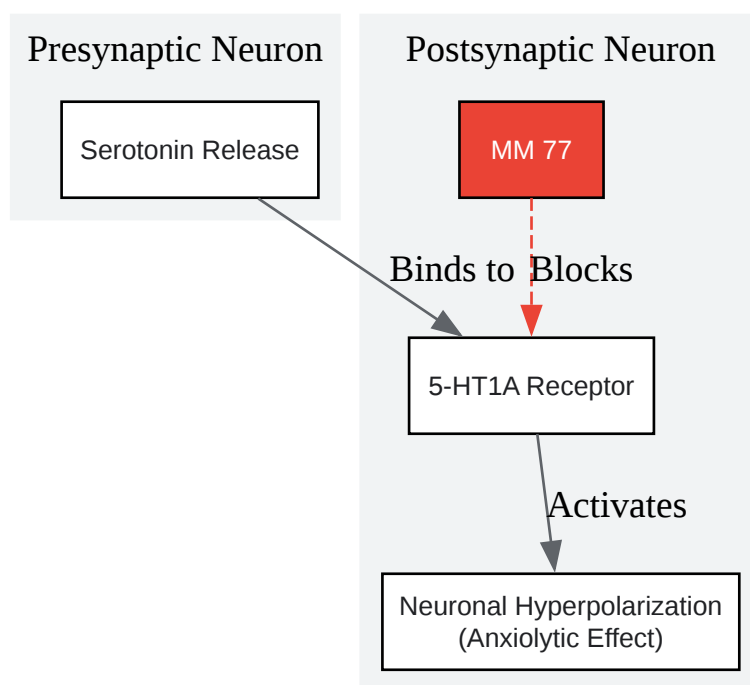 Presynaptic Neuron
Postsynaptic Neuron
Serotonin Release
MM 77
Binds to
Blocks
5-HT1A Receptor
Activates
Neuronal Hyperpolarization
(Anxiolytic Effect)